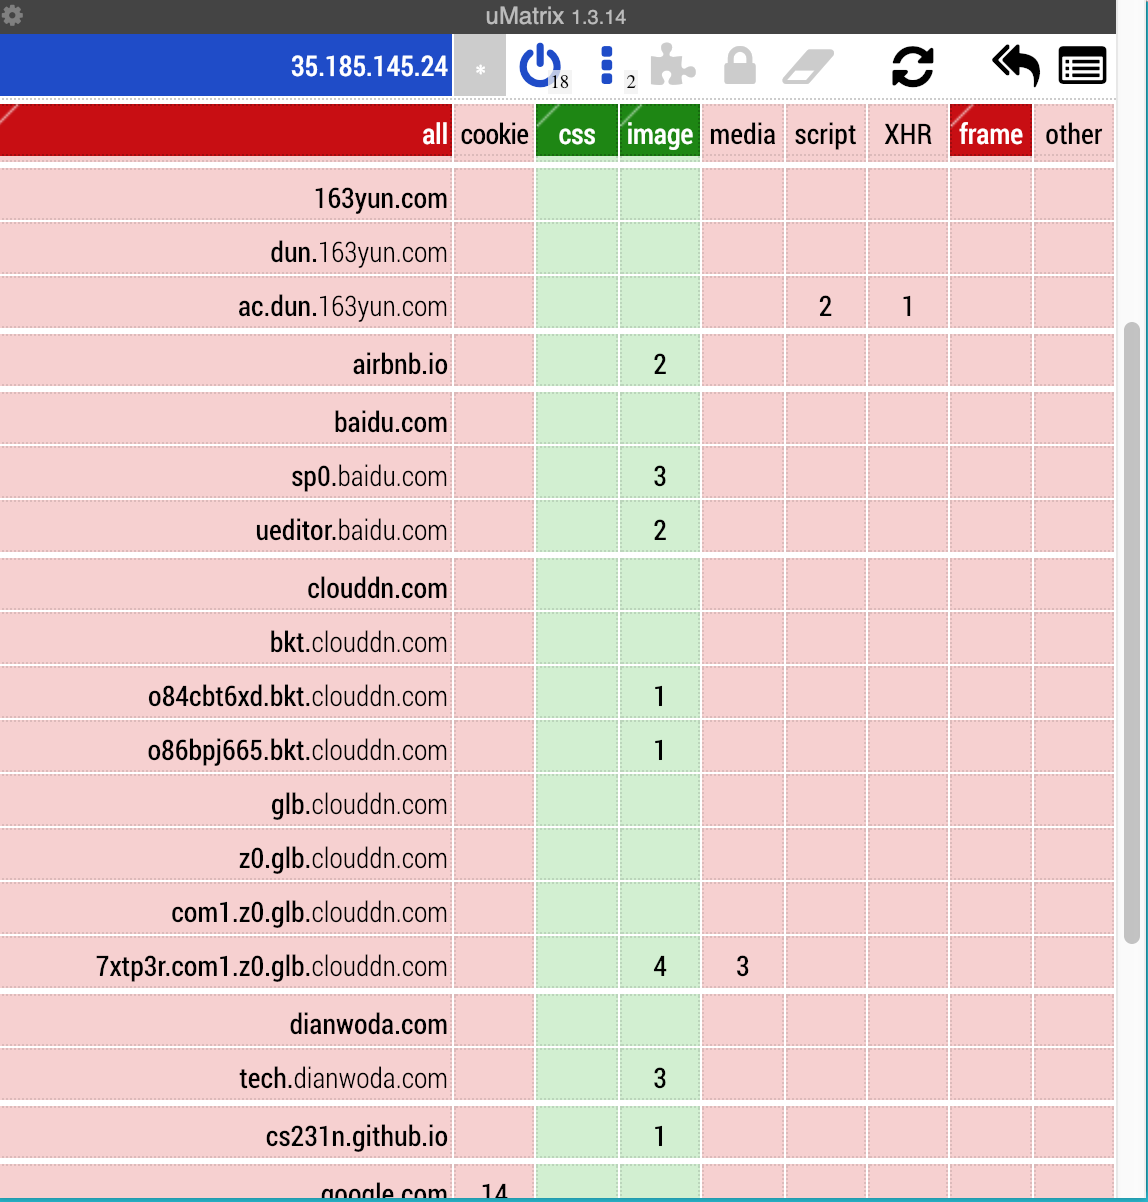 uMatrix 1.3.14
35.185.145.24 * 18 2
all cookie css image media script XHR frame other
163yun.com
dun.163yun.com
ac.dun.163yun.com 2 1
airbnb.io 2
baidu.com
sp0.baidu.com 3
ueditor.baidu.com 2
clouddn.com
bkt.clouddn.com
o84cbt6xd.bkt.clouddn.com 1
o86bpj665.bkt.clouddn.com 1
glb.clouddn.com
z0.glb.clouddn.com
com1.z0.glb.clouddn.com
7xtp3r.com1.z0.glb.clouddn.com 4 3
dianwoda.com
tech.dianwoda.com 3
cs231n.github.io 1
google.com 14